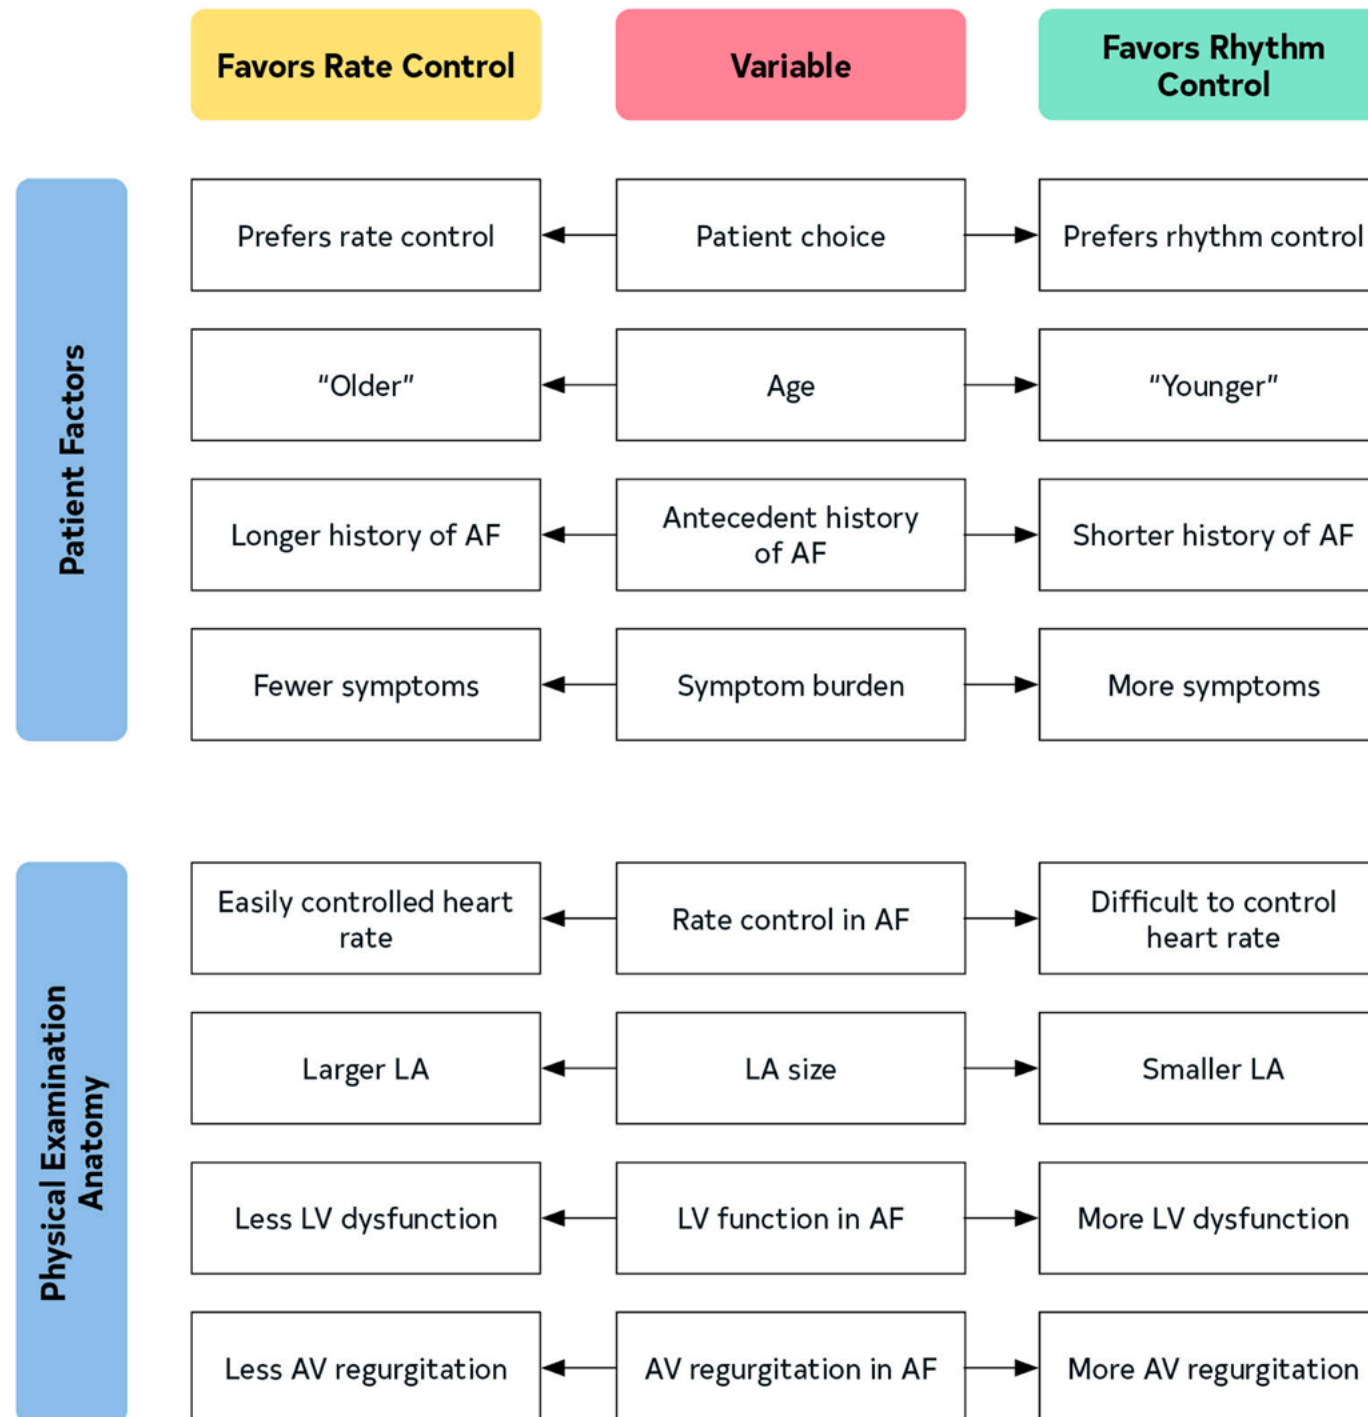 Favors Rate Control
Variable
Favors Rhythm
Control
Patient Factors
Prefers rate control
Patient choice
Prefers rhythm control
“Older”
Age
“Younger”
Longer history of AF
Antecedent history
of AF
Shorter history of AF
Fewer symptoms
Symptom burden
More symptoms
Physical Examination
Anatomy
Easily controlled heart
rate
Rate control in AF
Difficult to control
heart rate
Larger LA
LA size
Smaller LA
Less LV dysfunction
LV function in AF
More LV dysfunction
Less AV regurgitation
AV regurgitation in AF
More AV regurgitation